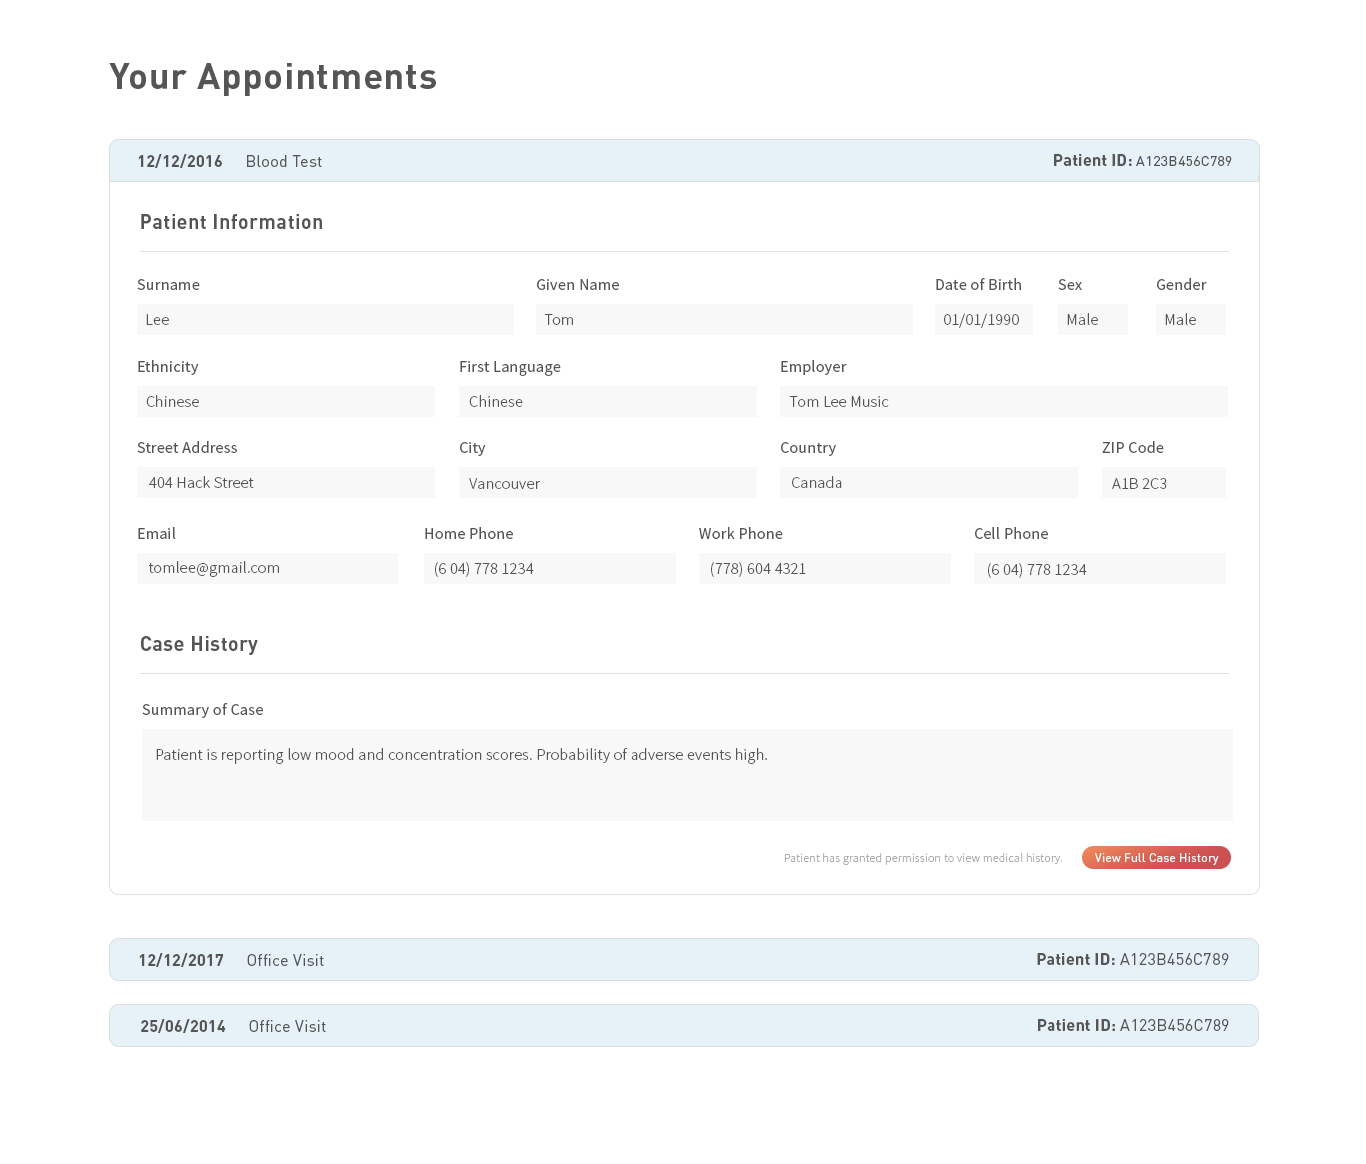 Your Appointments
12/12/2016 Blood Test Patient ID: A123B456C789
Patient Information
Surname Given Name Date of Birth Sex Gender
Lee Tom 01/01/1990 Male Male
Ethnicity First Language Employer
Chinese Chinese Tom Lee Music
Street Address City Country ZIP Code
404 Hack Street Vancouver Canada A1B 2C3
Email Home Phone Work Phone Cell Phone
tomlee@gmail.com (6 04) 778 1234 (778) 604 4321 (6 04) 778 1234
Case History
Summary of Case
Patient is reporting low mood and concentration scores. Probability of adverse events high.
Patient has granted permission to view medical history. View Full Case History
12/12/2017 Office Visit Patient ID: A123B456C789
25/06/2014 Office Visit Patient ID: A123B456C789